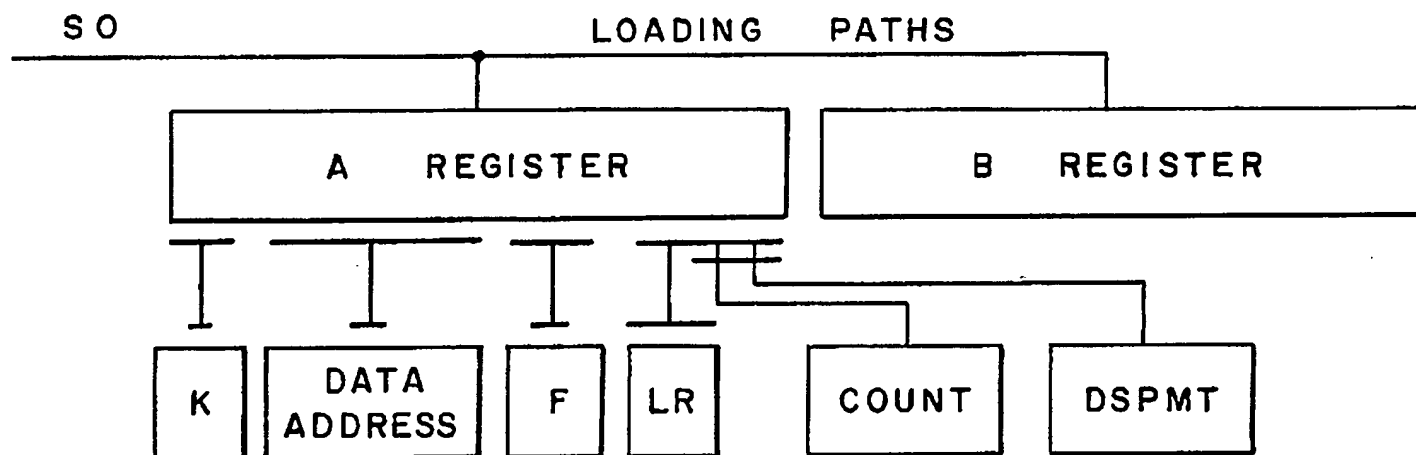 SO LOADING PATHS
A REGISTER B REGISTER
K DATA ADDRESS F LR COUNT DSPMT